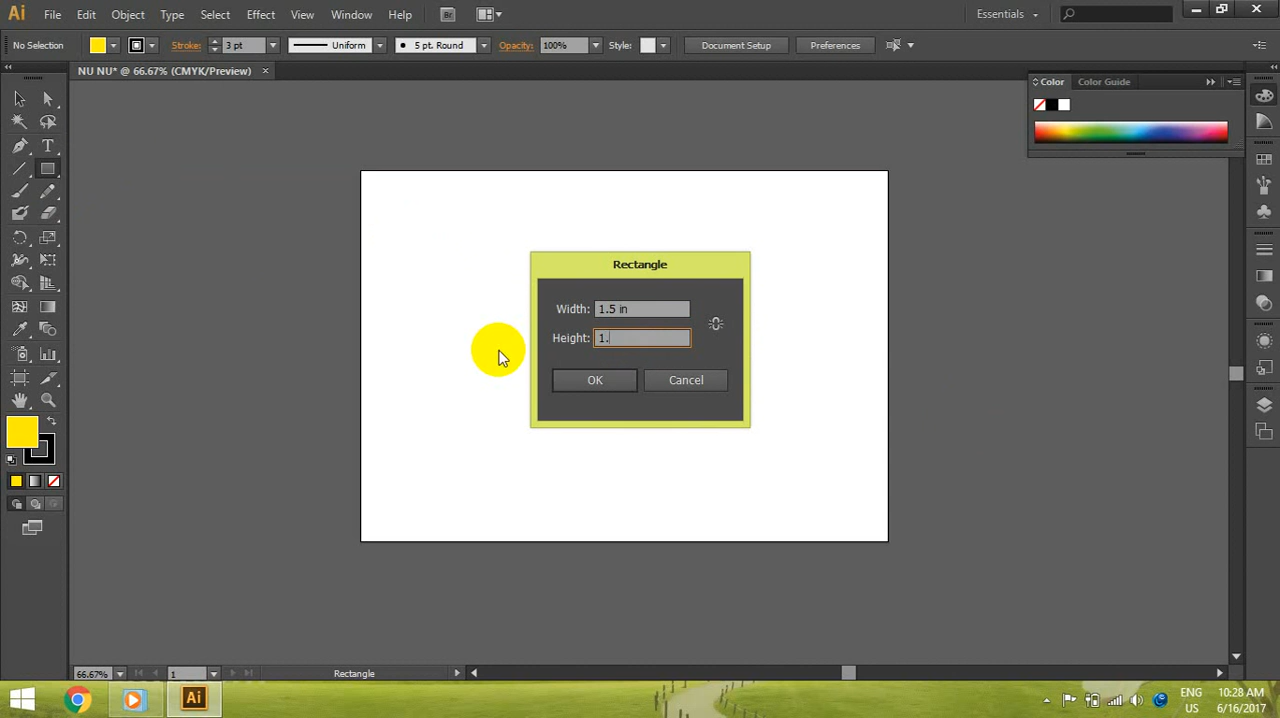 Ai File Edit Object Type Select Effect View Window Help Br Essentials
No Selection Stroke: 3 pt Uniform 5 pt. Round Opacity: 100% Style: Document Setup Preferences
NU NU* @ 66.67% (CMYK/Preview) ×
Color Color Guide
Rectangle
Width: 1.5 in
Height: 1.
OK Cancel
66.67% 1 Rectangle
Ai ENG 10:28 AM
US 6/16/2017